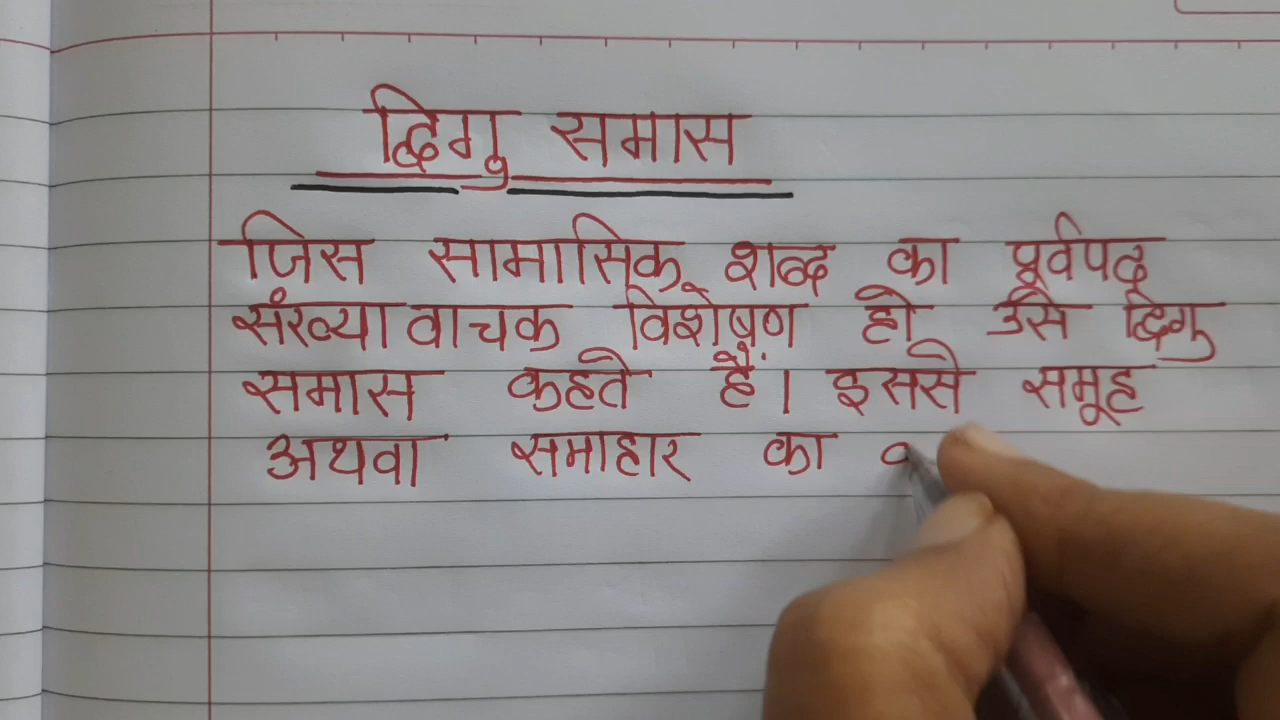 द्विगु समास
जिस सामासिक शब्द का पूर्वपद
संख्यावाचक विशेषण हो उसे द्विगु
समास कहते हैं। इससे समूह
अथवा समाहार का